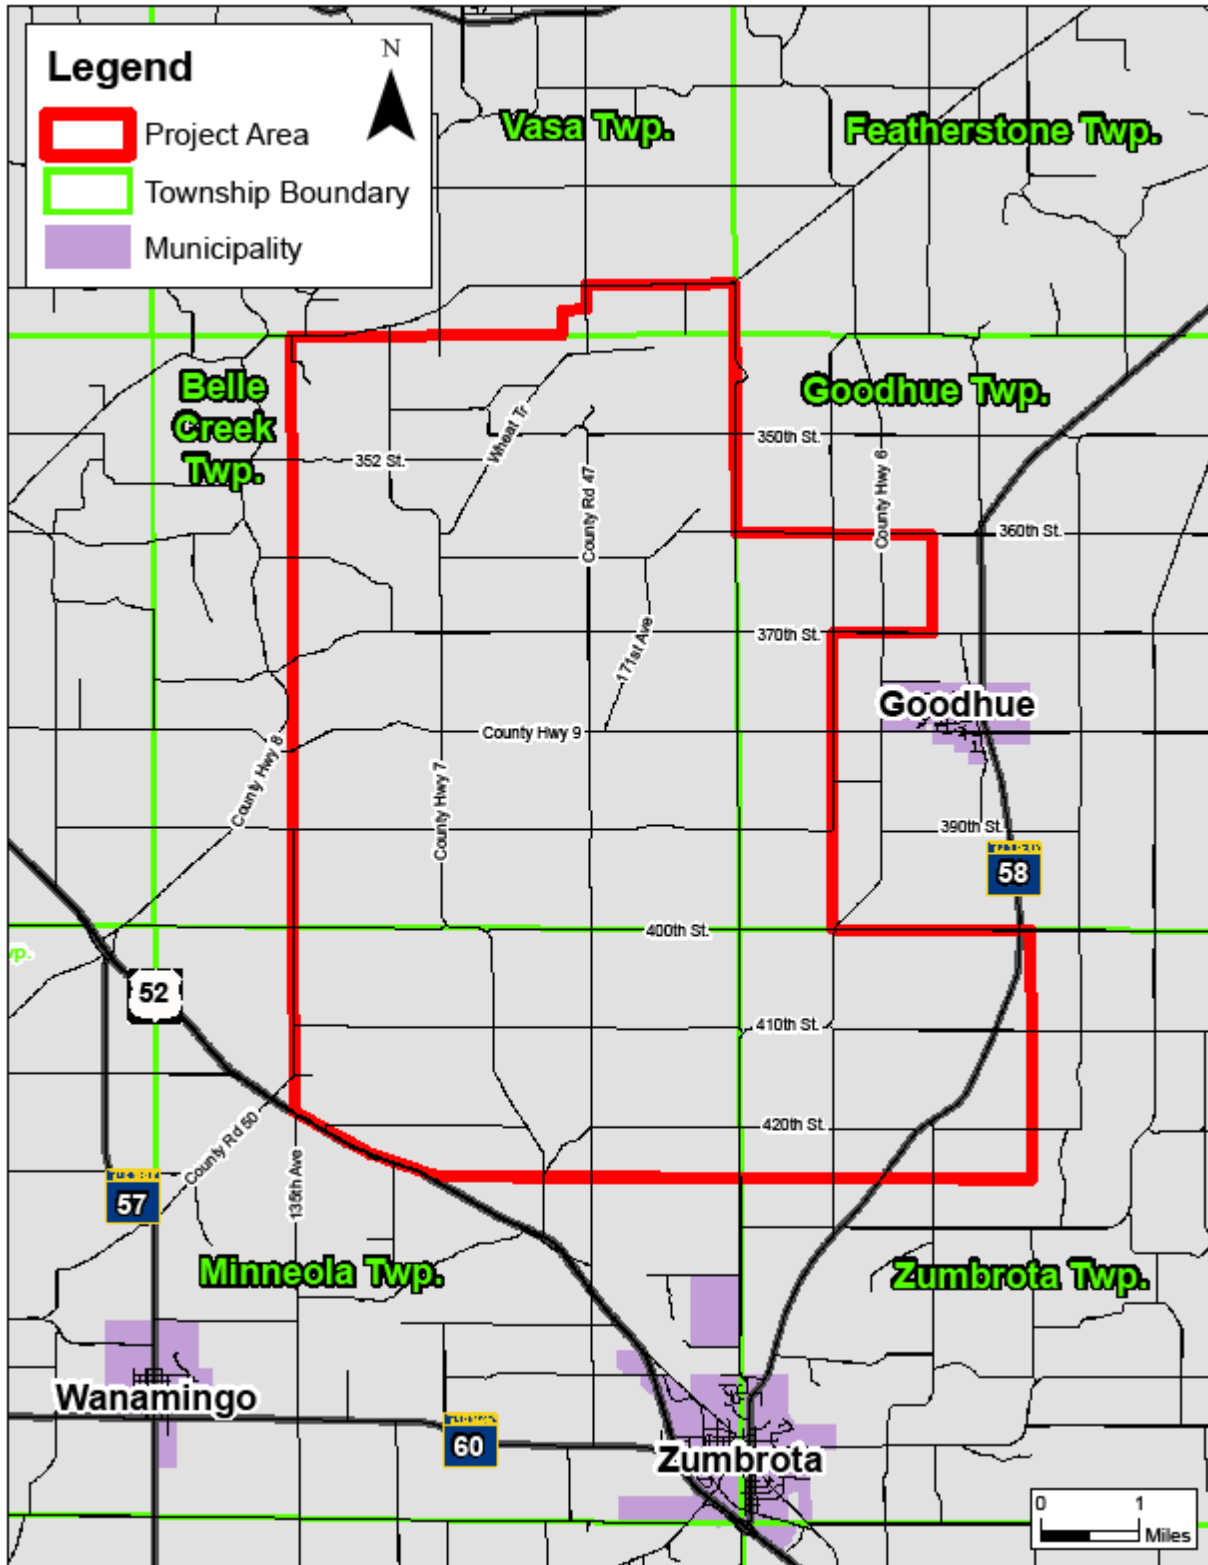 Legend
Project Area
Township Boundary
Municipality
N
Vasa Twp.
Featherstone Twp.
Belle
Creek
Twp.
Goodhue Twp.
352 St.
Wheat Tr
County Rd 47
350th St.
County Hwy 6
360th St.
171st Ave
370th St.
Goodhue
County Hwy 9
County Hwy 8
County Hwy 7
390th St.
58
400th St.
vp.
52
410th St.
420th St.
County Rd 50
135th Ave
57
Minneola Twp.
Zumbrota Twp.
Wanamingo
60
Zumbrota
0 1
Miles